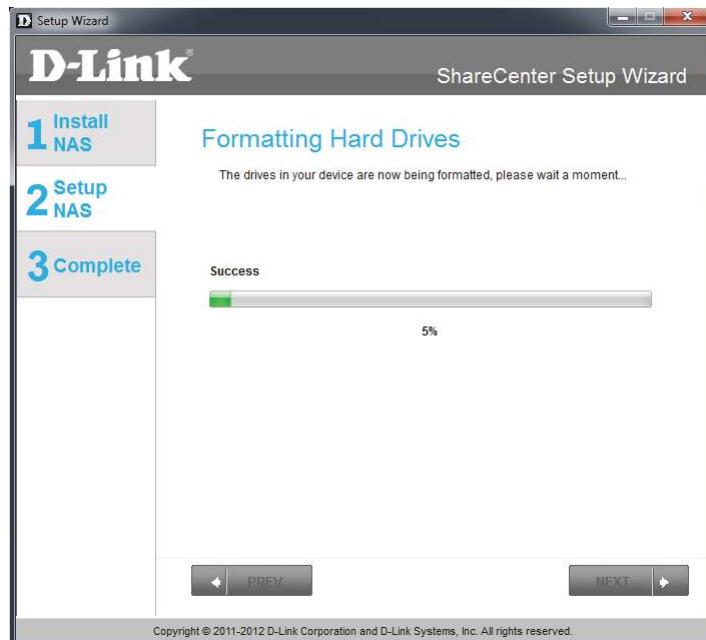 Setup Wizard
D-Link®
ShareCenter Setup Wizard
1 Install NAS
2 Setup NAS
3 Complete
Formatting Hard Drives
The drives in your device are now being formatted, please wait a moment...
Success
5%
PREV
NEXT
Copyright © 2011-2012 D-Link Corporation and D-Link Systems, Inc. All rights reserved.